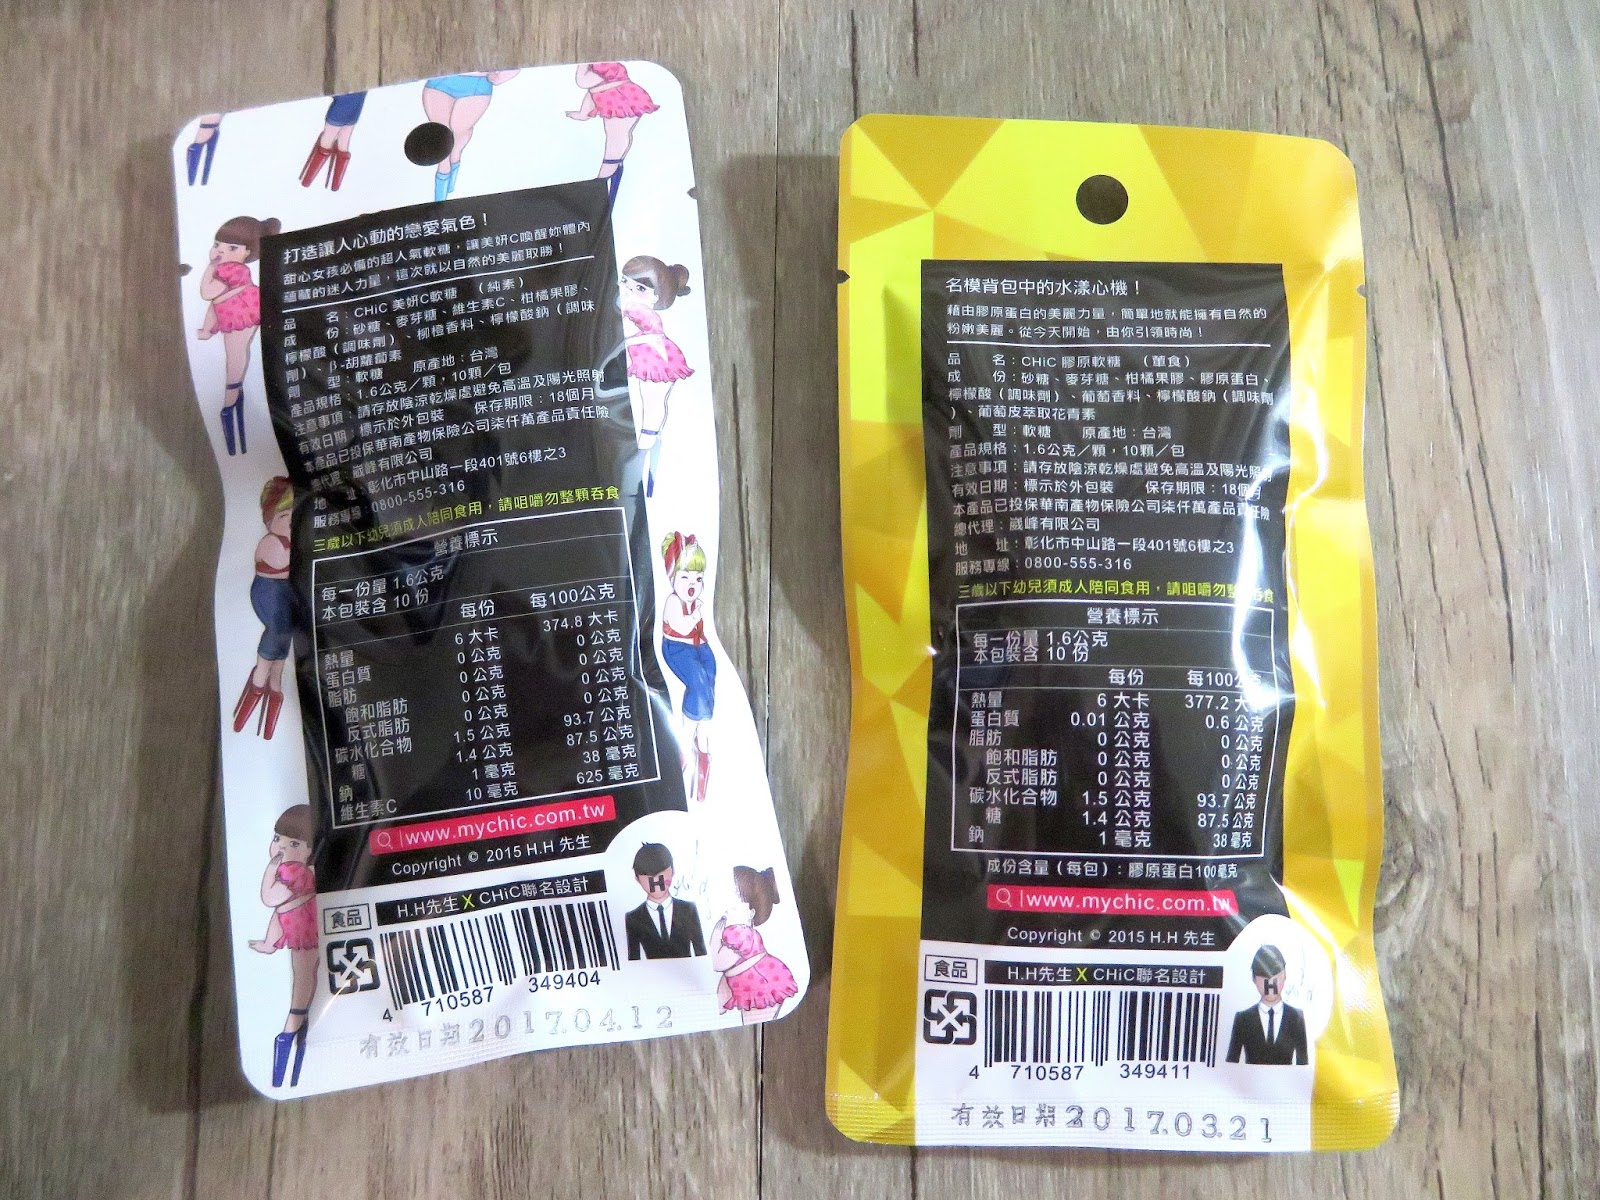 打造讓人心動的戀愛氣色！
甜心女孩必備的超人氣軟糖，讓美妍C喚醒妳體內
蘊藏的迷人力量，這次就以自然的美麗取勝！
品　　名：CHiC 美妍C軟糖　（純素）
成　　份：砂糖、麥芽糖、維生素C、柑橘果膠、
檸檬酸（調味劑）、柳橙香料、檸檬酸鈉（調味
劑）、β-胡蘿蔔素　原產地：台灣
劑　　型：軟糖
產品規格：1.6公克／顆，10顆／包
注意事項：請存放陰涼乾燥處避免高溫及陽光照射
有效日期：標示於外包裝　　保存期限：18個月
本產品已投保華南產物保險公司柒仟萬產品責任險
總代理：巖峰有限公司
地　　址：彰化市中山路一段401號6樓之3
服務專線：0800-555-316
三歲以下幼兒須成人陪同食用，請咀嚼勿整顆吞食
營養標示
每一份量 1.6公克
本包裝含 10 份
每份　每100公克
熱量　6 大卡　374.8 大卡
蛋白質　0 公克　0 公克
脂肪　0 公克　0 公克
飽和脂肪　0 公克　0 公克
反式脂肪　0 公克　0 公克
碳水化合物　1.5 公克　93.7 公克
糖　1.4 公克　87.5 公克
鈉　1 毫克　38 毫克
維生素C　10 毫克　625 毫克
www.mychic.com.tw
Copyright © 2015 H.H 先生
食品　H.H先生 X CHiC聯名設計
H
4 710587 349404
有效日期2017.04.12
名模背包中的水漾心機！
藉由膠原蛋白的美麗力量，簡單地就能擁有自然的
粉嫩美麗。從今天開始，由你引領時尚！
品　　名：CHiC 膠原軟糖　（葷食）
成　　份：砂糖、麥芽糖、柑橘果膠、膠原蛋白、
檸檬酸（調味劑）、葡萄香料、檸檬酸鈉（調味劑
）、葡萄皮萃取花青素
劑　　型：軟糖　　原產地：台灣
產品規格：1.6公克／顆，10顆／包
注意事項：請存放陰涼乾燥處避免高溫及陽光照射
有效日期：標示於外包裝　　保存期限：18個月
本產品已投保華南產物保險公司柒仟萬產品責任險
總代理：巖峰有限公司
地　　址：彰化市中山路一段401號6樓之3
服務專線：0800-555-316
三歲以下幼兒須成人陪同食用，請咀嚼勿整顆吞食
營養標示
每一份量 1.6公克
本包裝含 10 份
每份　每100公克
熱量　6 大卡　377.2 大卡
蛋白質　0.01 公克　0.6 公克
脂肪　0 公克　0 公克
飽和脂肪　0 公克　0 公克
反式脂肪　0 公克　0 公克
碳水化合物　1.5 公克　93.7 公克
糖　1.4 公克　87.5 公克
鈉　1 毫克　38 毫克
成份含量（每包）：膠原蛋白100毫克
www.mychic.com.tw
Copyright © 2015 H.H 先生
食品　H.H先生 X CHiC聯名設計
H
4 710587 349411
有效日期2017.03.21